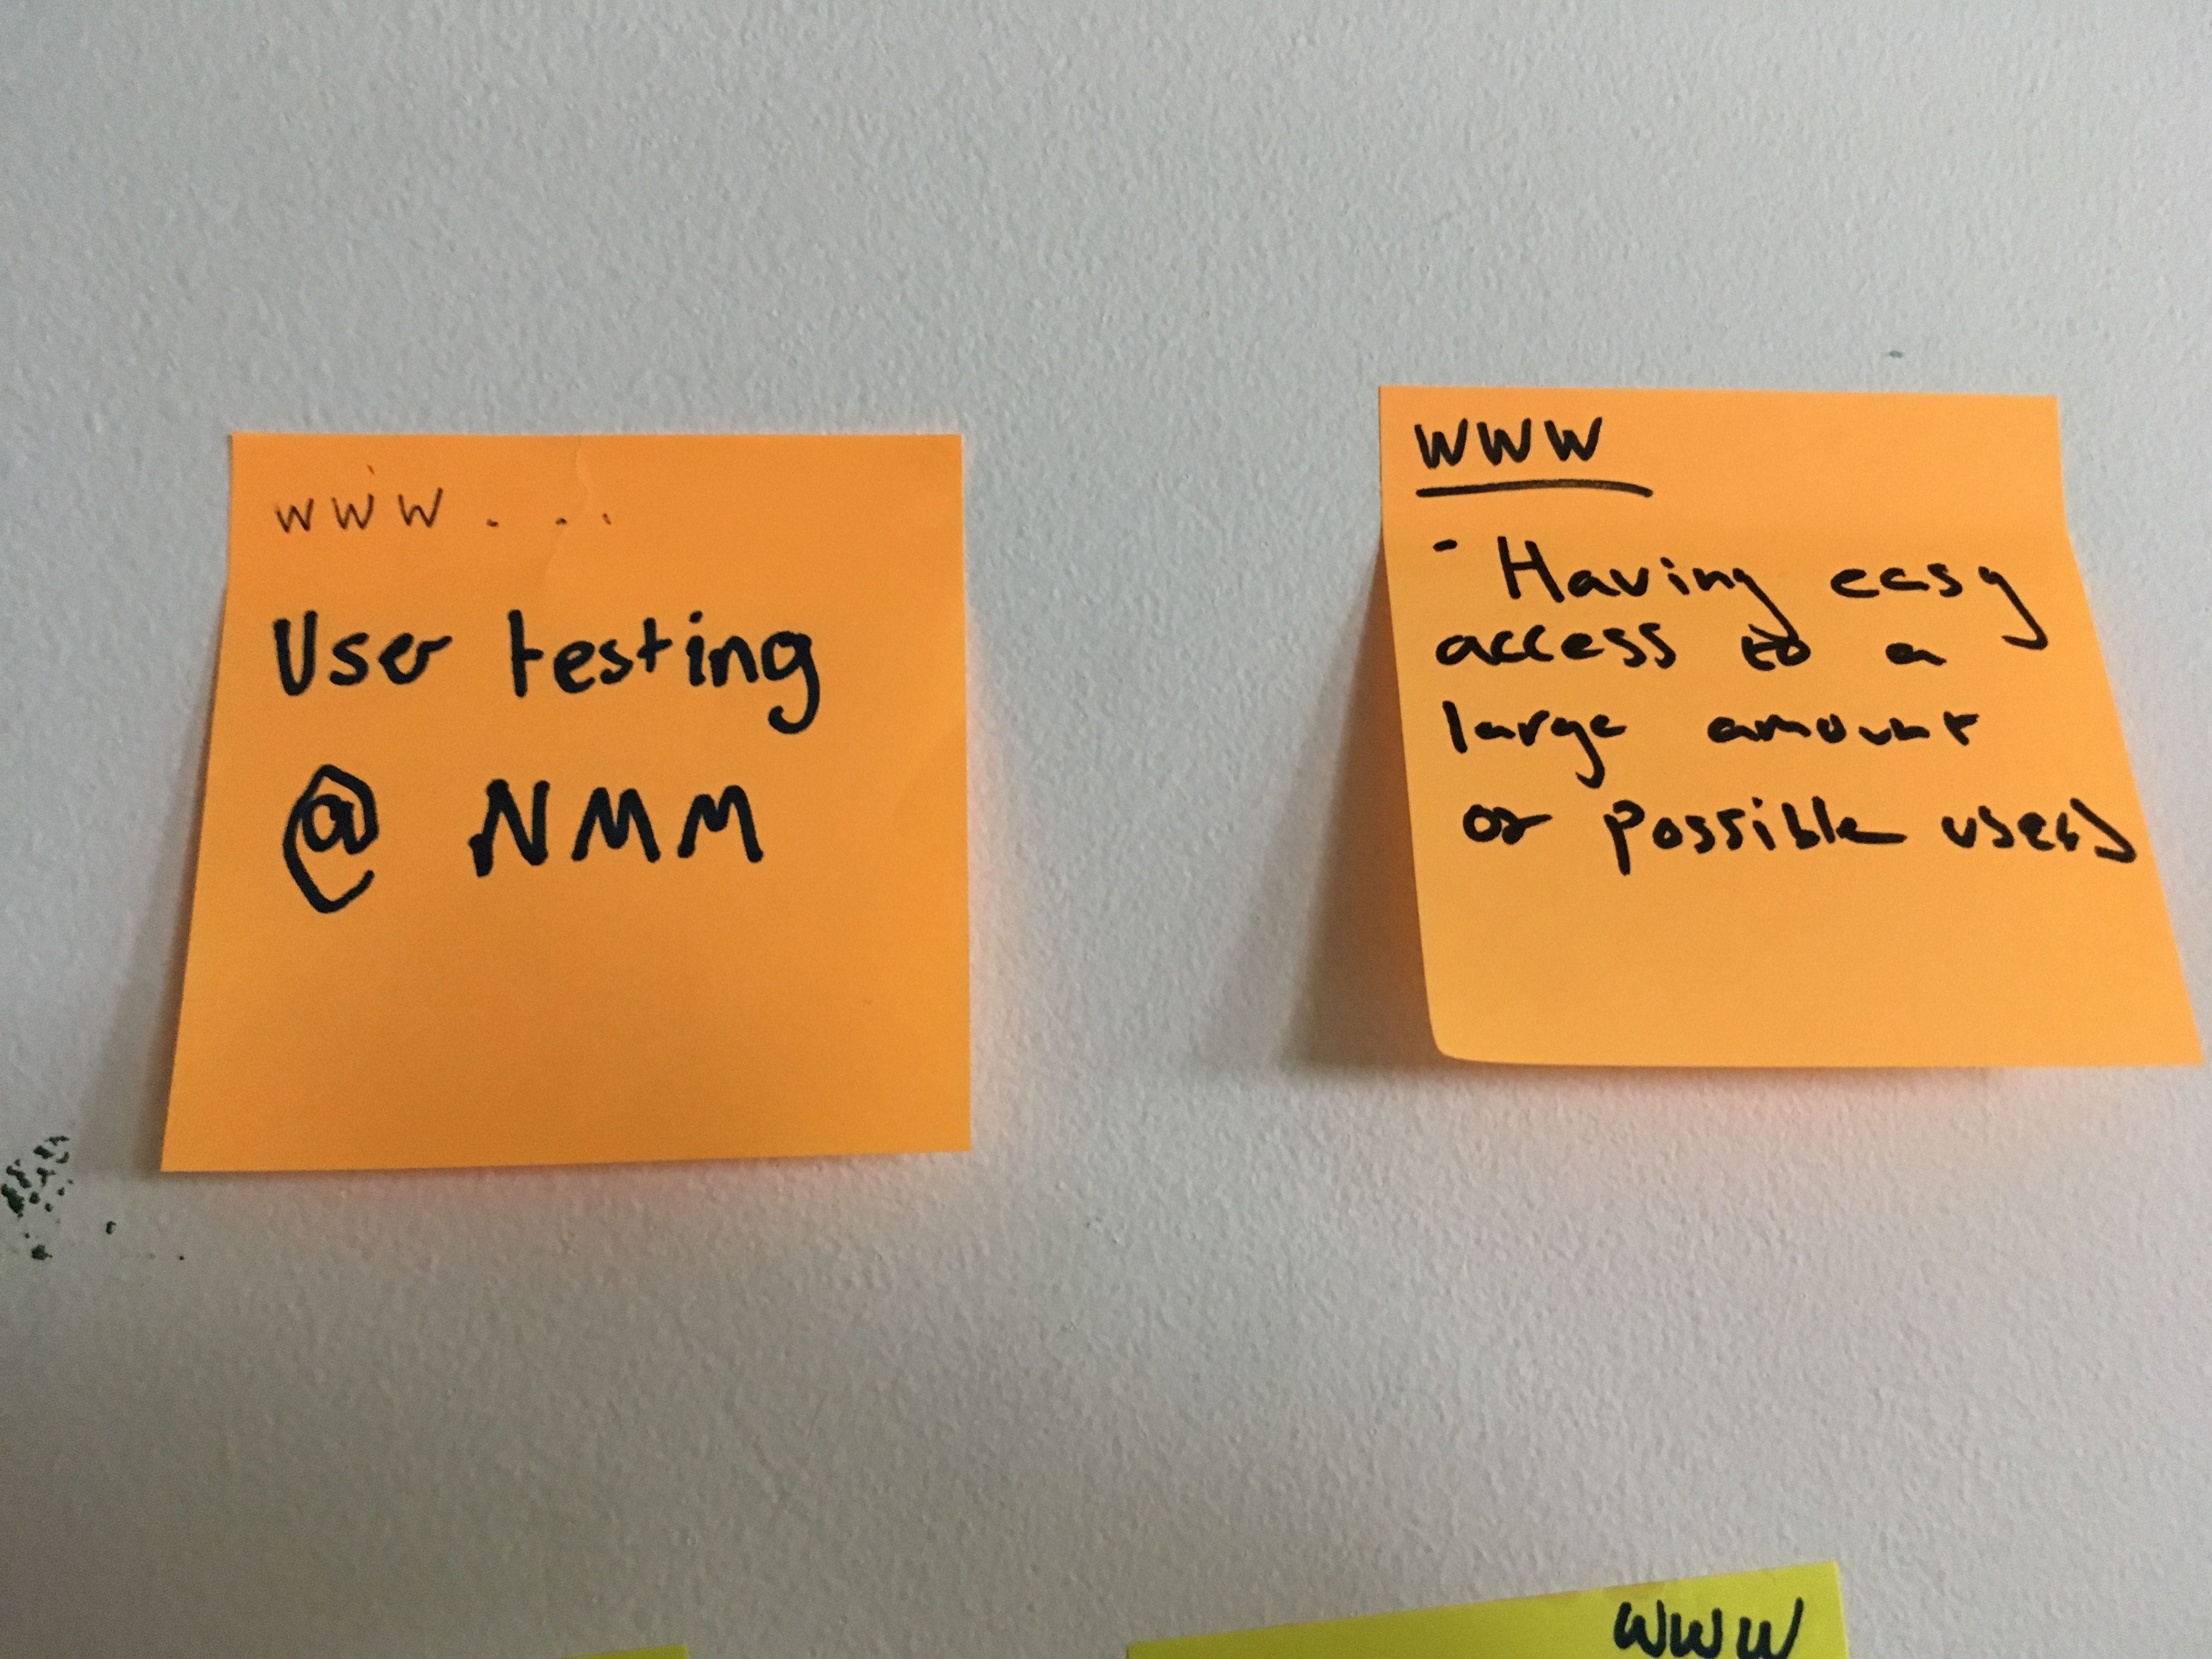 www...
User testing
@ NMM
WWW
- Having easy
access to a
large amount
or possible users
WWW